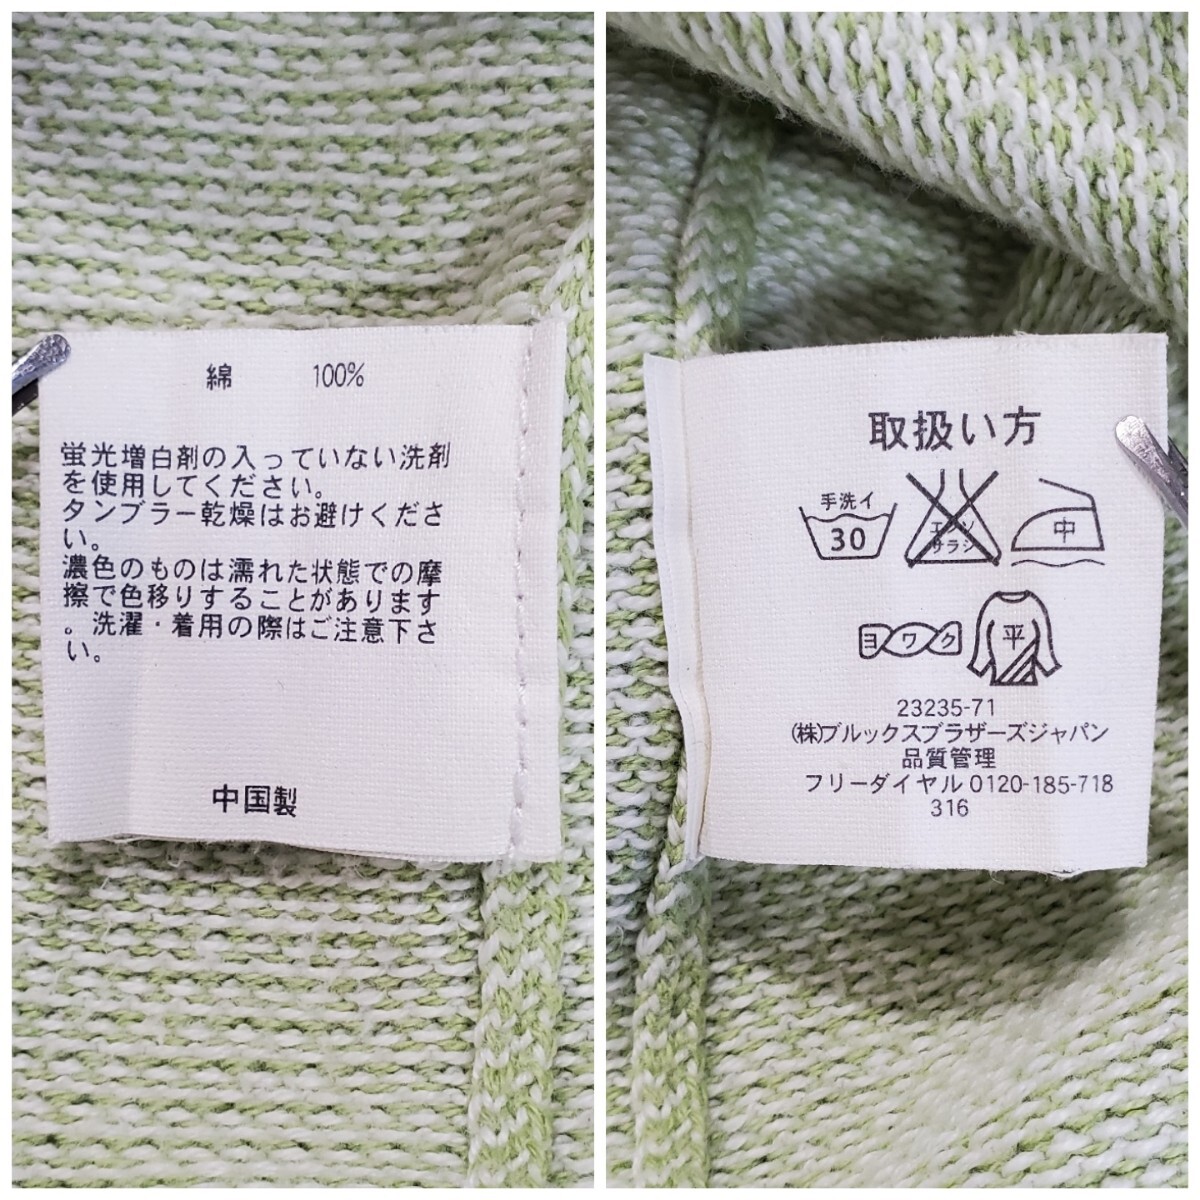 綿 100%
蛍光増白剤の入っていない洗剤
を使用してください。
タンブラー乾燥はお避けくださ
い。
濃色のものは濡れた状態での摩
擦で色移りすることがあります
。洗濯・着用の際はご注意下さ
い。
中国製
取扱い方
手洗イ
30
エンソ
サラシ
中
ヨワク
平
23235-71
(株)ブルックスブラザーズジャパン
品質管理
フリーダイヤル 0120-185-718
316